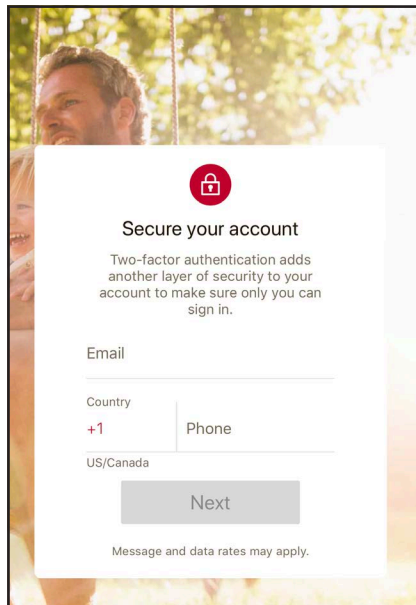 Secure your account
Two-factor authentication adds
another layer of security to your
account to make sure only you can
sign in.
Email
Country
+1
Phone
US/Canada
Next
Message and data rates may apply.